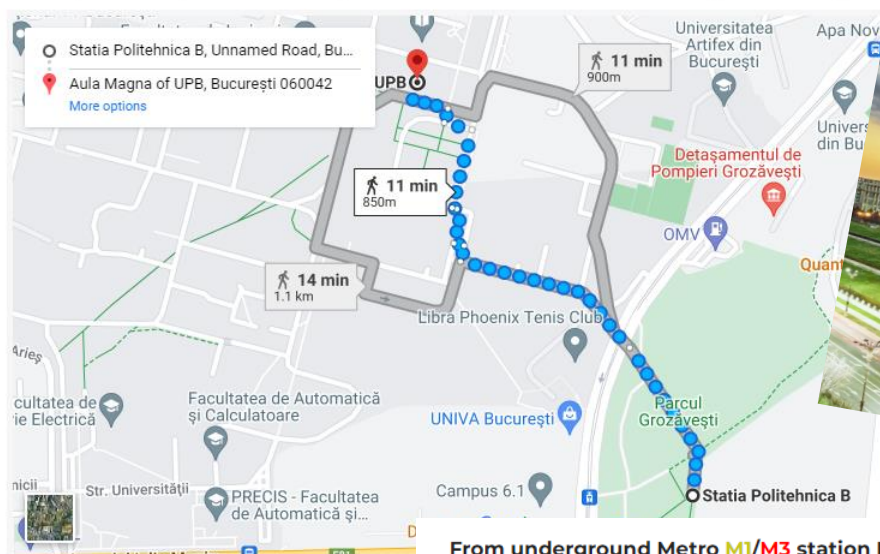 Statia Politehnica B, Unnamed Road, Bu...
Aula Magna of UPB, București 060042
More options
UPB
11 min
900m
Universitatea
Artifex din
București
Apa Nov
Univers
din Bu
Detașamentul de
Pompieri Grozăvești
OMV
Quant
11 min
850m
14 min
1.1 km
Libra Phoenix Tenis Club
Arieș
cultatea de
ie Electrică
Facultatea de Automatică
și Calculatoare
UNIVA București
Parcul
Grozăvești
Statia Politehnica B
nicii
Str. Universității
PRECIS - Facultatea
de Automatică și...
Campus 6.1
From underground Metro M1/M3 station